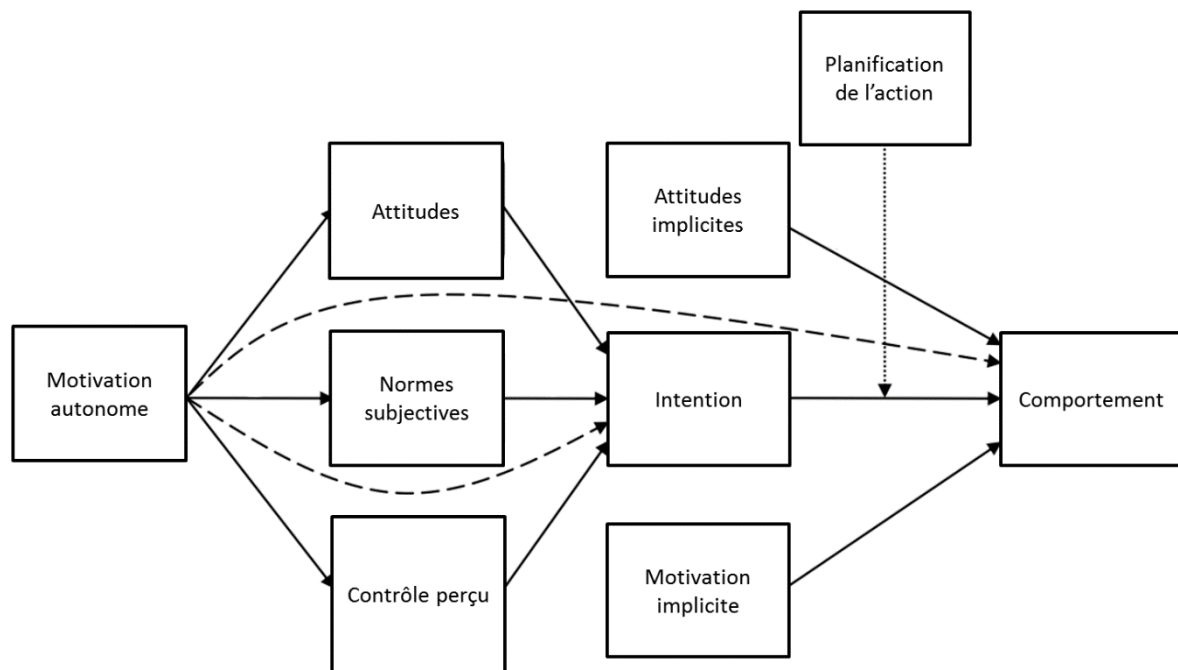 Planification
de l’action
Attitudes
Attitudes
implicites
Motivation
autonome
Normes
subjectives
Intention
Comportement
Contrôle perçu
Motivation
implicite